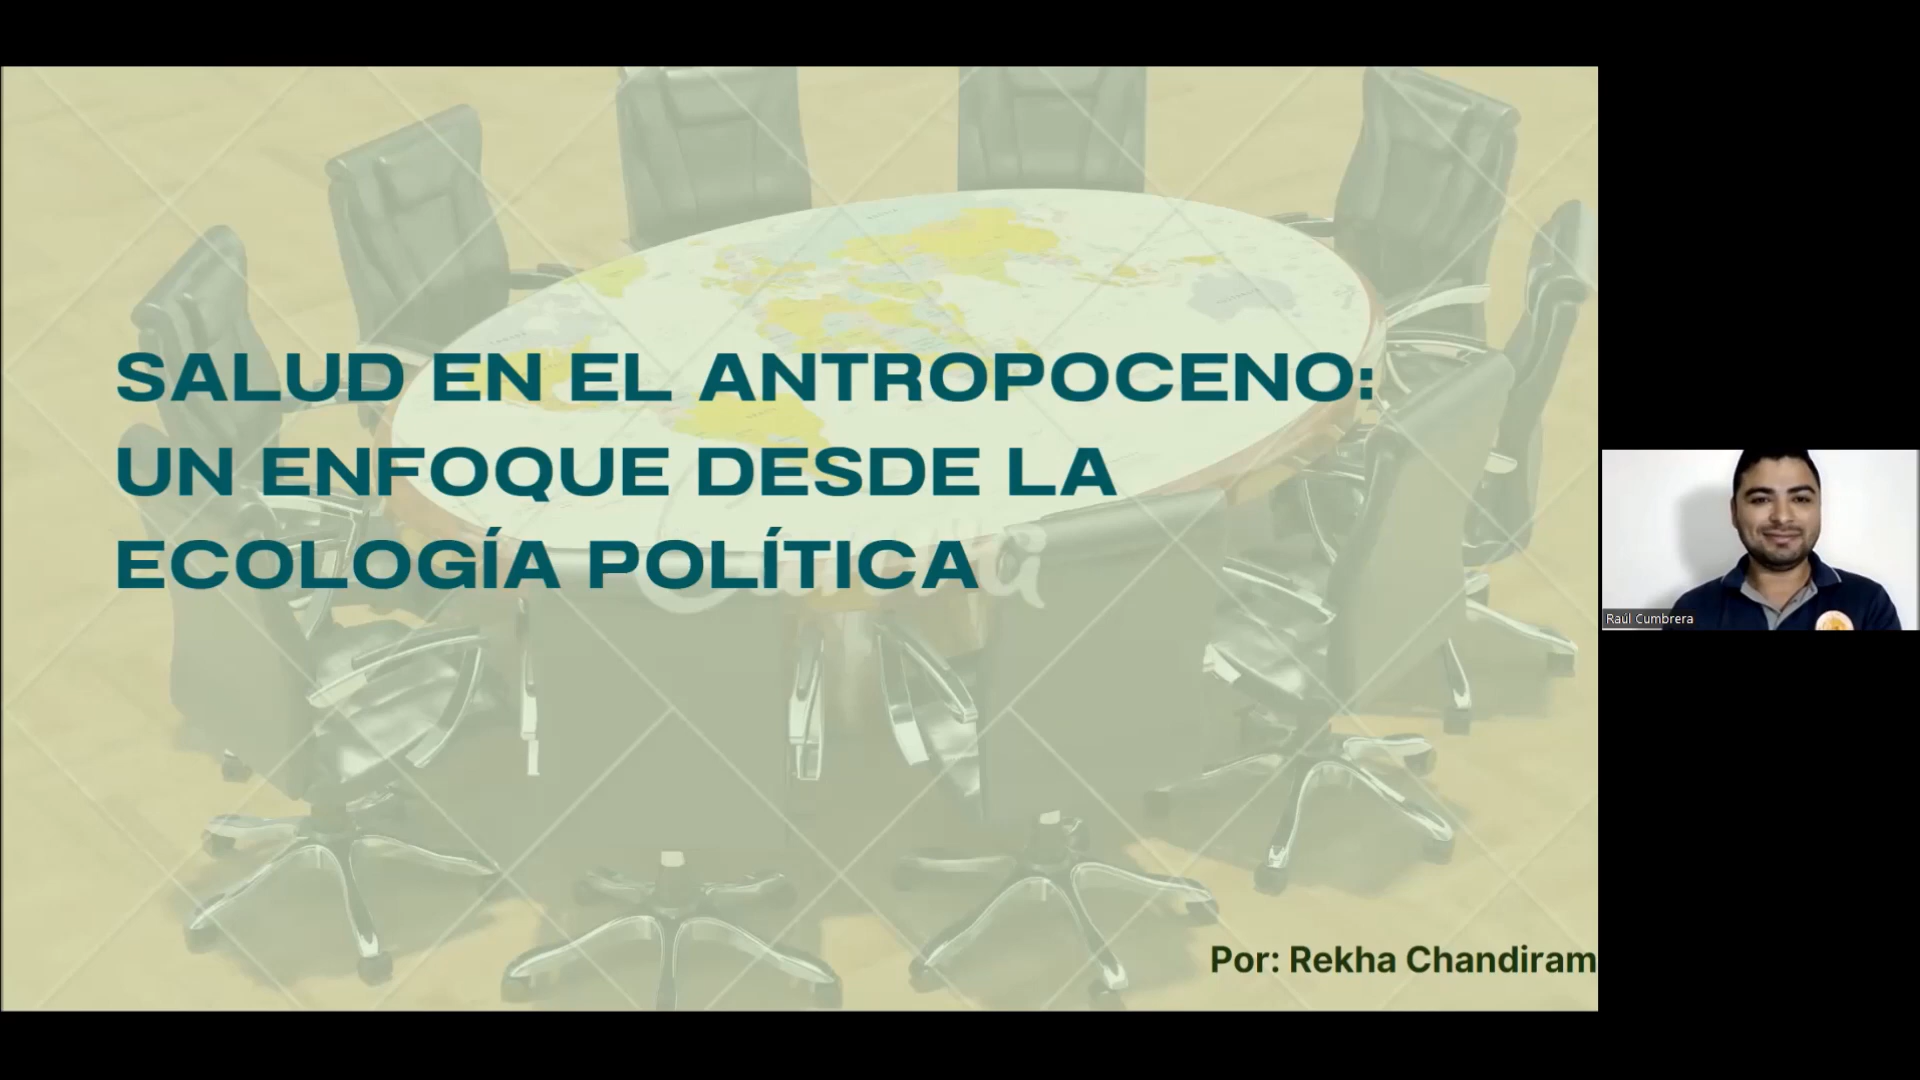 SALUD EN EL ANTROPOCENO:
UN ENFOQUE DESDE LA
ECOLOGÍA POLÍTICA
Por: Rekha Chandiram
Raúl Cumbrera